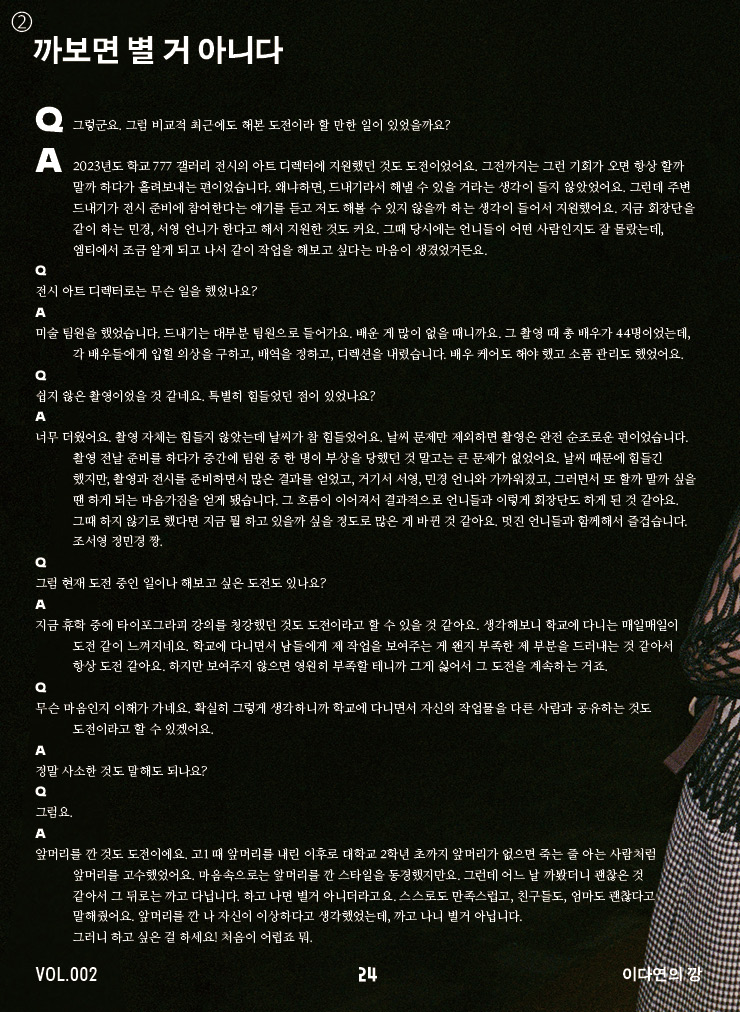 ②
까보면 별 거 아니다
Q 그렇군요. 그럼 비교적 최근에도 해본 도전이라 할 만한 일이 있었을까요?
A 2023년도 학교 777 갤러리 전시의 아트 디렉터에 지원했던 것도 도전이었어요. 그전까지는 그런 기회가 오면 항상 할까
말까 하다가 흘려보내는 편이었습니다. 왜냐하면, 드내기라서 해낼 수 있을 거라는 생각이 들지 않았었어요. 그런데 주변
드내기가 전시 준비에 참여한다는 얘기를 듣고 저도 해볼 수 있지 않을까 하는 생각이 들어서 지원했어요. 지금 회장단을
같이 하는 민경, 서영 언니가 한다고 해서 지원한 것도 커요. 그때 당시에는 언니들이 어떤 사람인지도 잘 몰랐는데,
엠티에서 조금 알게 되고 나서 같이 작업을 해보고 싶다는 마음이 생겼었거든요.
Q
전시 아트 디렉터로는 무슨 일을 했었나요?
A
미술 팀원을 했었습니다. 드내기는 대부분 팀원으로 들어가요. 배운 게 많이 없을 때니까요. 그 촬영 때 총 배우가 44명이었는데,
각 배우들에게 입힐 의상을 구하고, 배역을 정하고, 디렉션을 내렸습니다. 배우 케어도 해야 했고 소품 관리도 했었어요.
Q
쉽지 않은 촬영이었을 것 같네요. 특별히 힘들었던 점이 있었나요?
A
너무 더웠어요. 촬영 자체는 힘들지 않았는데 날씨가 참 힘들었어요. 날씨 문제만 제외하면 촬영은 완전 순조로운 편이었습니다.
촬영 전날 준비를 하다가 중간에 팀원 중 한 명이 부상을 당했던 것 말고는 큰 문제가 없었어요. 날씨 때문에 힘들긴
했지만, 촬영과 전시를 준비하면서 많은 결과를 얻었고, 거기서 서영, 민경 언니와 가까워졌고, 그러면서 또 할까 말까 싶을
땐 하게 되는 마음가짐을 얻게 됐습니다. 그 흐름이 이어져서 결과적으로 언니들과 이렇게 회장단도 하게 된 것 같아요.
그때 하지 않기로 했다면 지금 뭘 하고 있을까 싶을 정도로 많은 게 바뀐 것 같아요. 멋진 언니들과 함께해서 즐겁습니다.
조서영 정민경 짱.
Q
그럼 현재 도전 중인 일이나 해보고 싶은 도전도 있나요?
A
지금 휴학 중에 타이포그라피 강의를 청강했던 것도 도전이라고 할 수 있을 것 같아요. 생각해보니 학교에 다니는 매일매일이
도전 같이 느껴지네요. 학교에 다니면서 남들에게 제 작업을 보여주는 게 왠지 부족한 제 부분을 드러내는 것 같아서
항상 도전 같아요. 하지만 보여주지 않으면 영원히 부족할 테니까 그게 싫어서 그 도전을 계속하는 거죠.
Q
무슨 마음인지 이해가 가네요. 확실히 그렇게 생각하니까 학교에 다니면서 자신의 작업물을 다른 사람과 공유하는 것도
도전이라고 할 수 있겠어요.
A
정말 사소한 것도 말해도 되나요?
Q
그럼요.
A
앞머리를 깐 것도 도전이에요. 고1 때 앞머리를 내린 이후로 대학교 2학년 초까지 앞머리가 없으면 죽는 줄 아는 사람처럼
앞머리를 고수했었어요. 마음속으로는 앞머리를 깐 스타일을 동경했지만요. 그런데 어느 날 까봤더니 괜찮은 것
같아서 그 뒤로는 까고 다닙니다. 하고 나면 별거 아니더라고요. 스스로도 만족스럽고, 친구들도, 엄마도 괜찮다고
말해줬어요. 앞머리를 깐 나 자신이 이상하다고 생각했었는데, 까고 나니 별거 아닙니다.
그러니 하고 싶은 걸 하세요! 처음이 어렵죠 뭐.
VOL.002 24 이다연의 깡